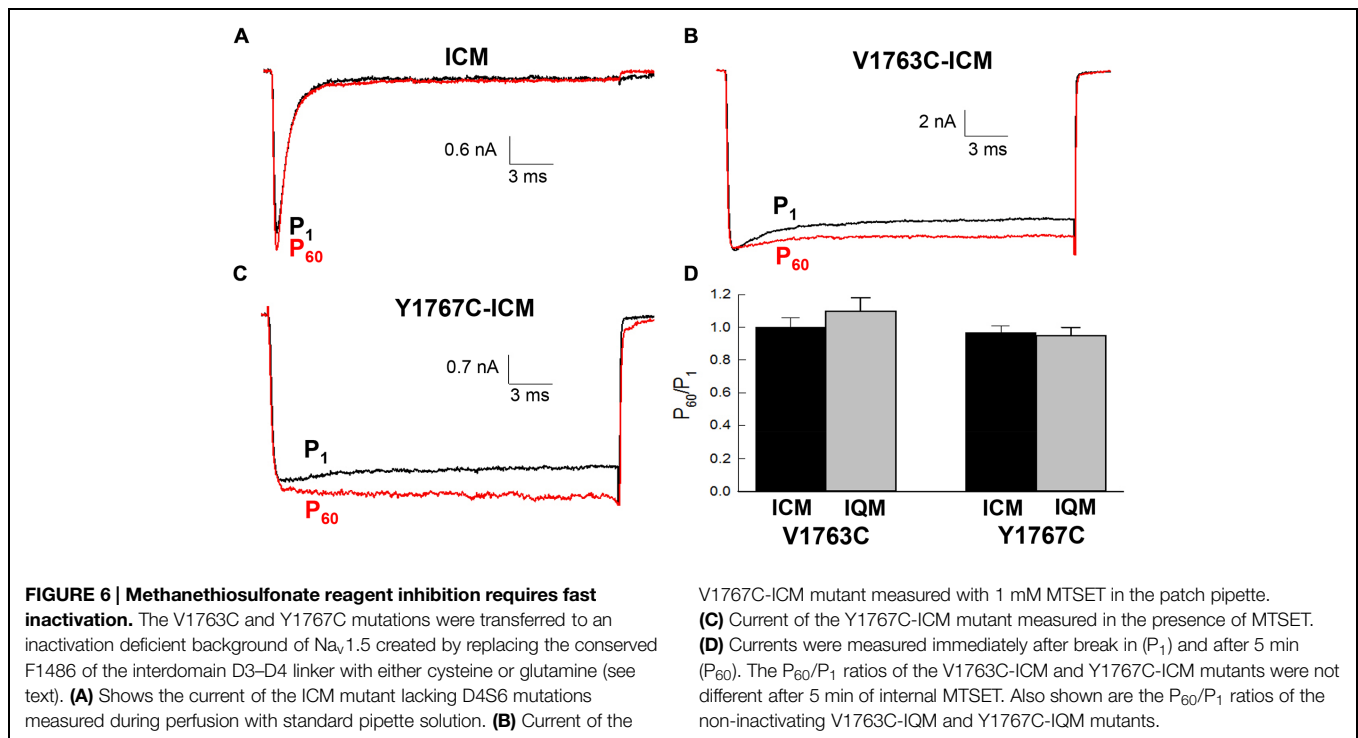 A
ICM
0.6 nA
3 ms
P1
P60
B
V1763C-ICM
2 nA
3 ms
P1
P60
C
Y1767C-ICM
0.7 nA
3 ms
P1
P60
D
P60/P1
1.2
1.0
0.8
0.6
0.4
0.2
0.0
ICM IQM ICM IQM
V1763C Y1767C
FIGURE 6 | Methanethiosulfonate reagent inhibition requires fast
inactivation. The V1763C and Y1767C mutations were transferred to an
inactivation deficient background of Nav1.5 created by replacing the conserved
F1486 of the interdomain D3–D4 linker with either cysteine or glutamine (see
text). (A) Shows the current of the ICM mutant lacking D4S6 mutations
measured during perfusion with standard pipette solution. (B) Current of the
V1767C-ICM mutant measured with 1 mM MTSET in the patch pipette.
(C) Current of the Y1767C-ICM mutant measured in the presence of MTSET.
(D) Currents were measured immediately after break in (P1) and after 5 min
(P60). The P60/P1 ratios of the V1763C-ICM and Y1767C-ICM mutants were not
different after 5 min of internal MTSET. Also shown are the P60/P1 ratios of the
non-inactivating V1763C-IQM and Y1767C-IQM mutants.